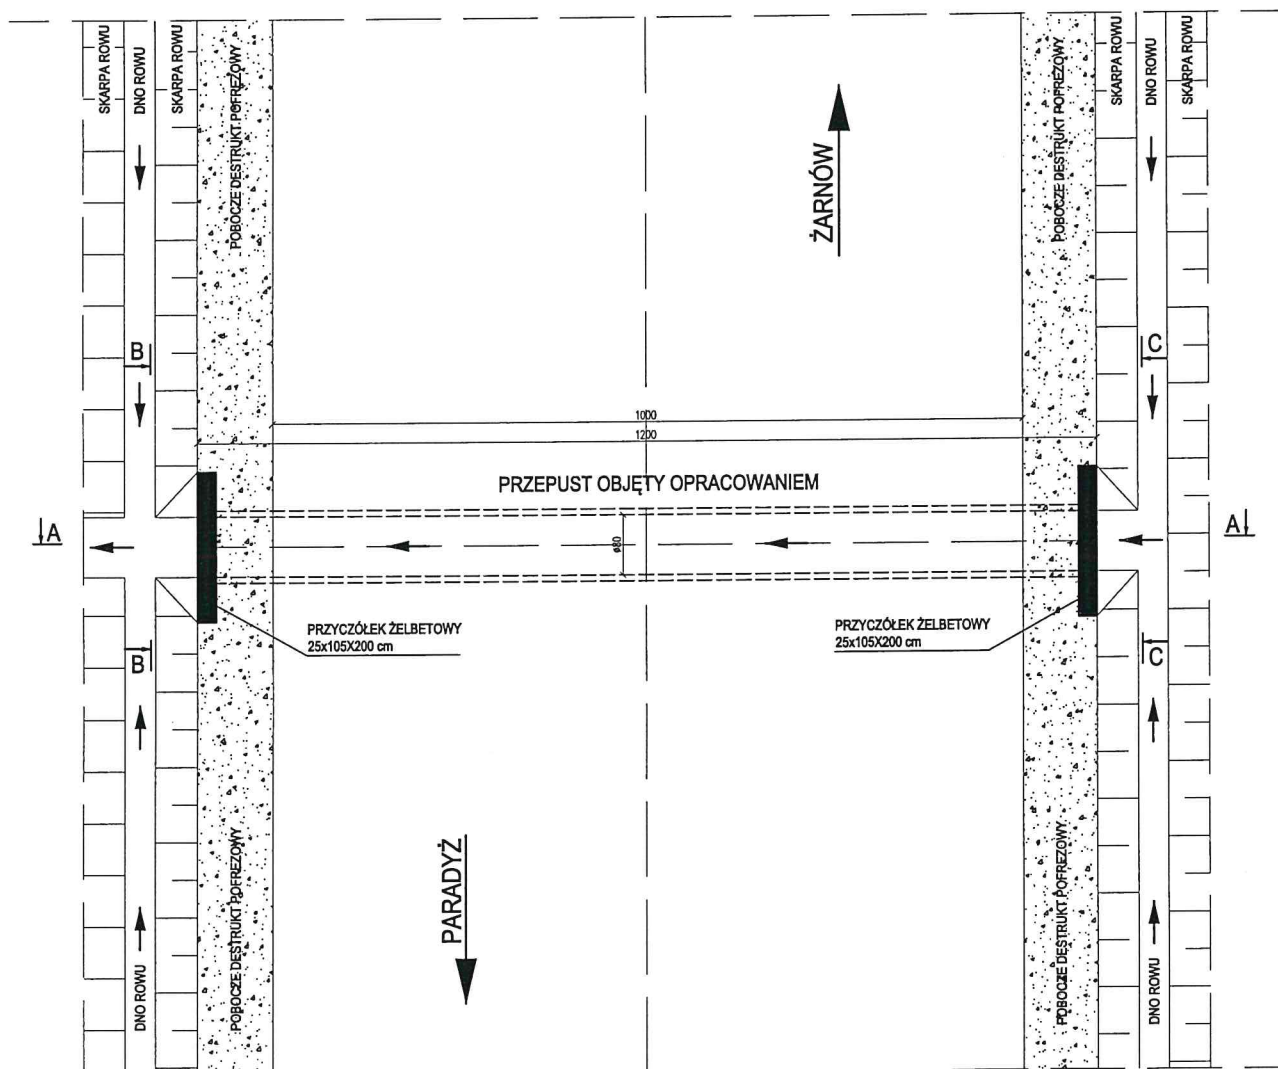 SKARPA ROWU
DNO ROWU
SKARPA ROWU
POBOCZE DESTRUKT POFREZOWY
POBOCZE DESTRUKT POFREZOWY
SKARPA ROWU
DNO ROWU
SKARPA ROWU
ŻARNÓW
B
C
1000
1200
PRZEPUST OBJĘTY OPRACOWANIEM
A
A
ø80
PRZYCZÓŁEK ŻELBETOWY
25x105X200 cm
PRZYCZÓŁEK ŻELBETOWY
25x105X200 cm
B
C
PARADYŻ
DNO ROWU
POBOCZE DESTRUKT POFREZOWY
POBOCZE DESTRUKT POFREZOWY
DNO ROWU